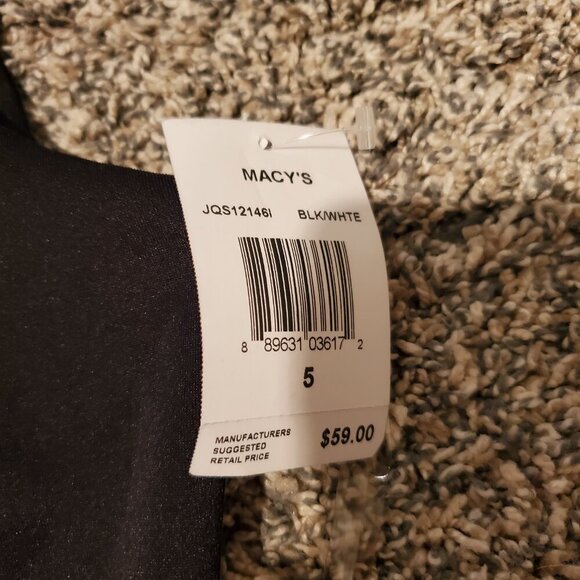 MACY'S
JQS12146I BLK/WHTE
8 89631 03617 2
5
MANUFACTURERS
SUGGESTED
RETAIL PRICE
$59.00